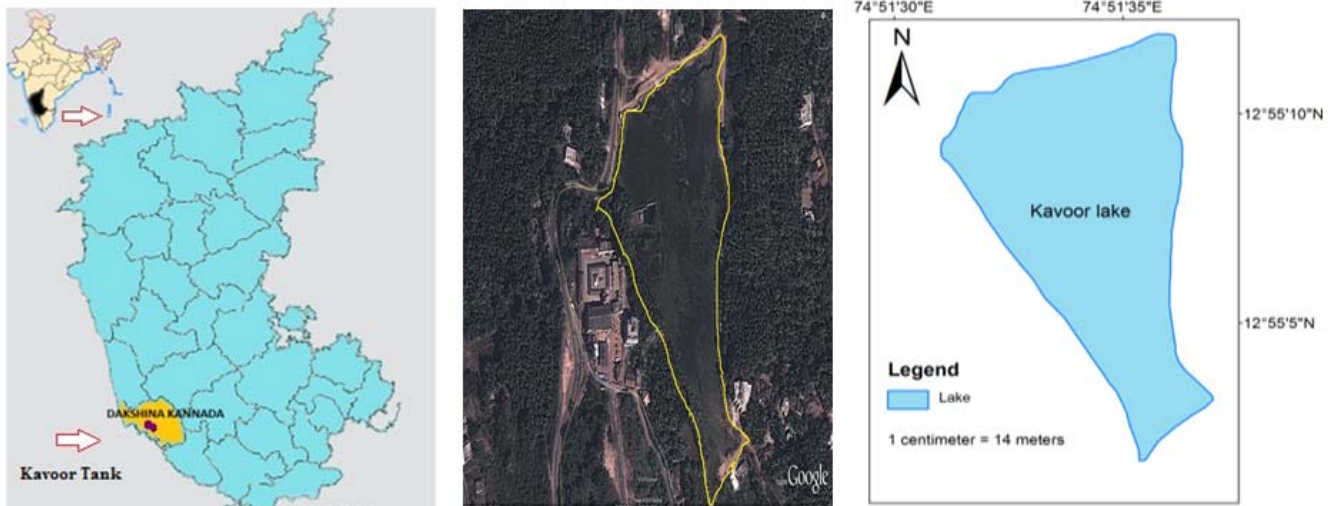 DAKSHINA KANNADA
Kavoor Tank
Google
74°51'30"E
74°51'35"E
N
12°55'10"N
Kavoor lake
12°55'5"N
Legend
Lake
1 centimeter = 14 meters